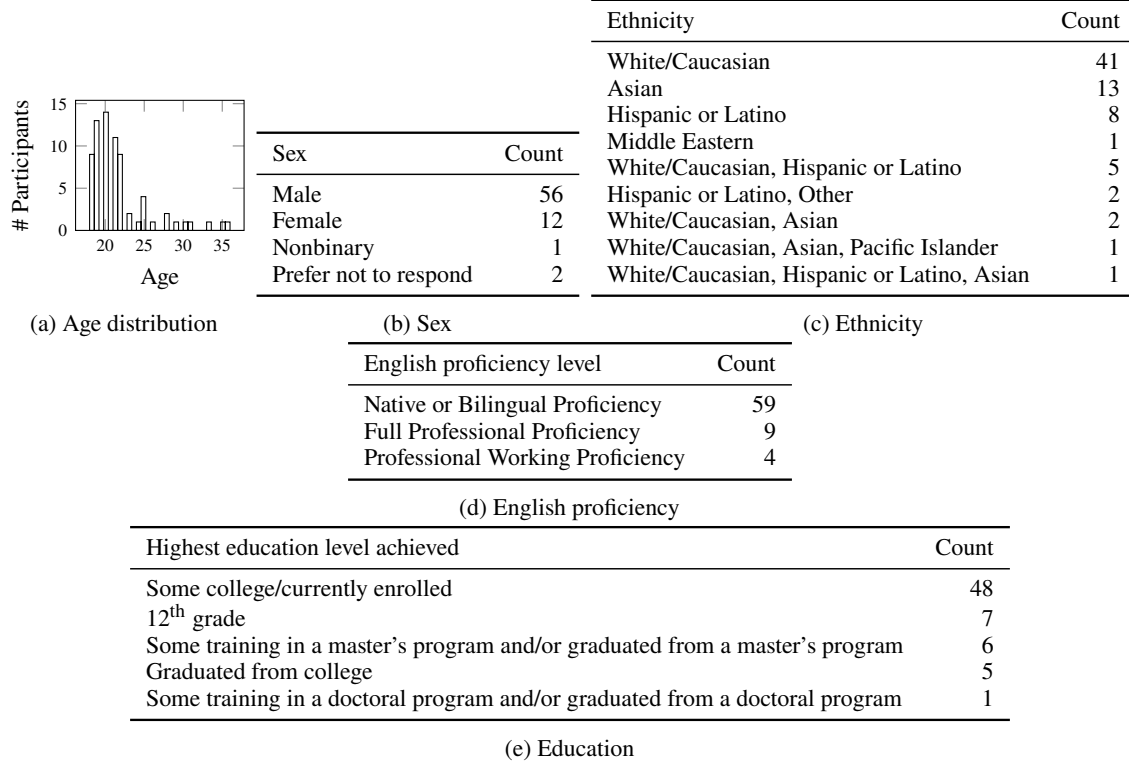 15
10
5
0
# Participants
20 25 30 35
Age
(a) Age distribution
Sex Count
Male 56
Female 12
Nonbinary 1
Prefer not to respond 2
(b) Sex
Ethnicity Count
White/Caucasian 41
Asian 13
Hispanic or Latino 8
Middle Eastern 1
White/Caucasian, Hispanic or Latino 5
Hispanic or Latino, Other 2
White/Caucasian, Asian 2
White/Caucasian, Asian, Pacific Islander 1
White/Caucasian, Hispanic or Latino, Asian 1
(c) Ethnicity
English proficiency level Count
Native or Bilingual Proficiency 59
Full Professional Proficiency 9
Professional Working Proficiency 4
(d) English proficiency
Highest education level achieved Count
Some college/currently enrolled 48
12th grade 7
Some training in a master's program and/or graduated from a master's program 6
Graduated from college 5
Some training in a doctoral program and/or graduated from a doctoral program 1
(e) Education